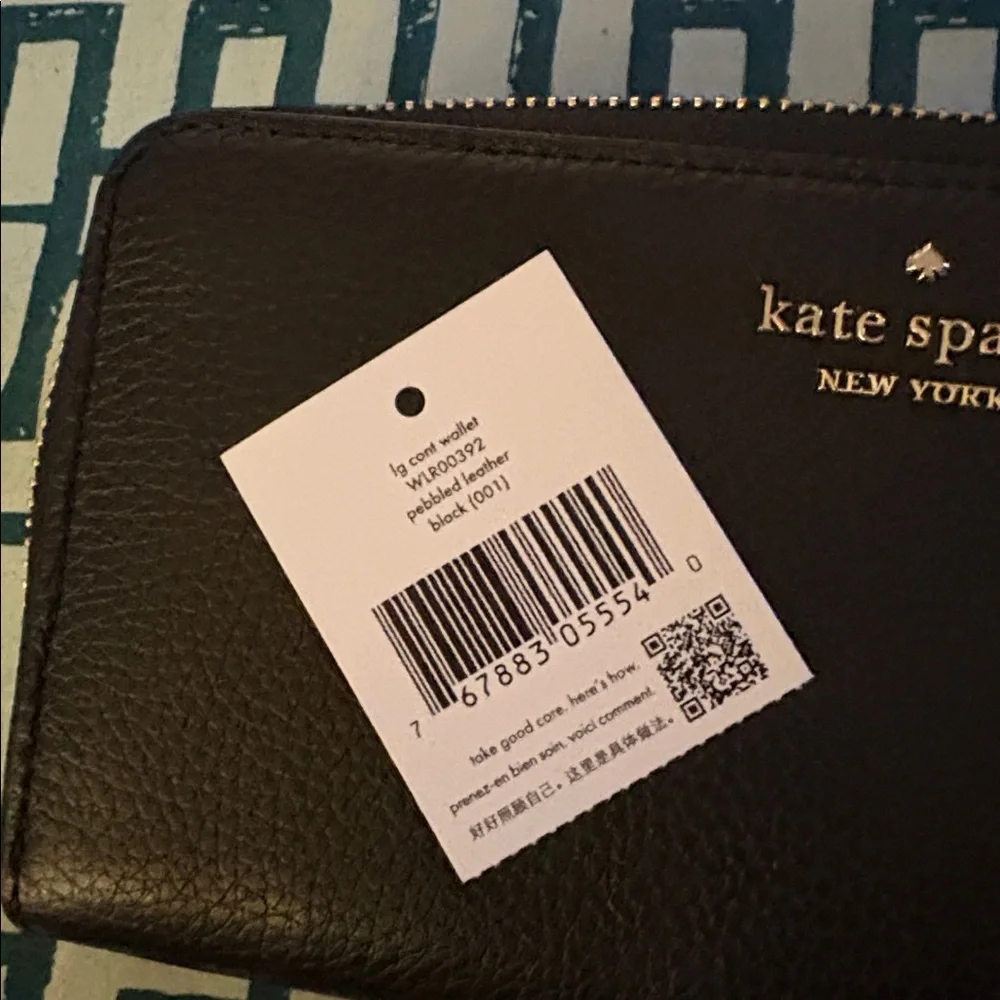 kate spa
NEW YORK
lg cont wallet
WLR00392
pebbled leather
black (001)
7 67883 05554 0
take good care. here's how.
prenez-en bien soin. voici comment.
好好照顾自己。这里是具体做法。